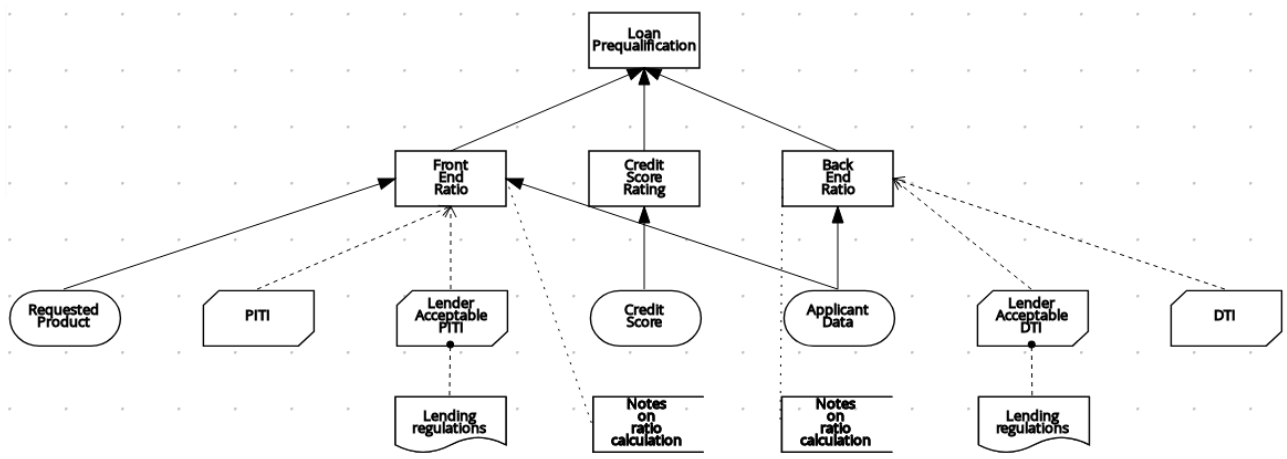 Loan
Prequalification
Front
End
Ratio
Credit
Score
Rating
Back
End
Ratio
Requested
Product
PITI
Lender
Acceptable
PITI
Credit
Score
Applicant
Data
Lender
Acceptable
DTI
DTI
Lending
regulations
Notes
on
ratio
calculation
Notes
on
ratio
calculation
Lending
regulations